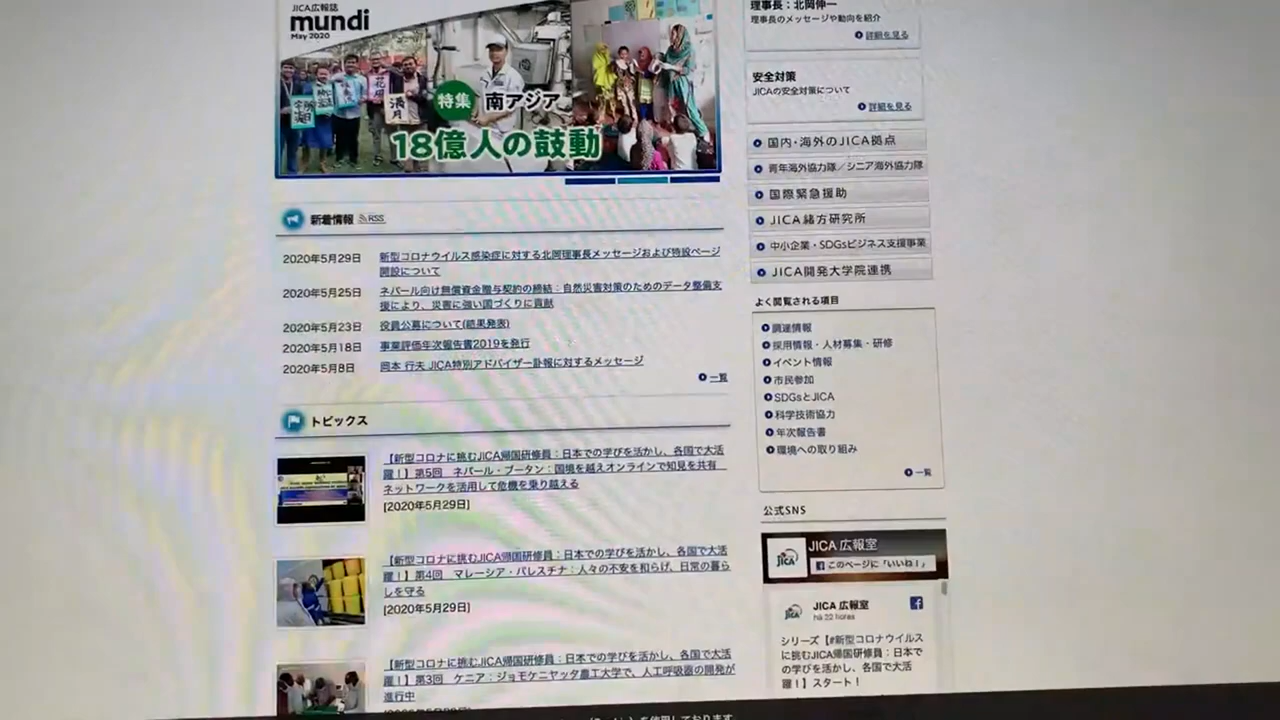 JICA広報誌
mundi
May 2020
特集 南アジア
18億人の鼓動
満月
新着情報 RSS
2020年5月29日 新型コロナウイルス感染症に対する北岡理事長メッセージおよび特設ページ
開設について
2020年5月25日 ネパール向け無償資金贈与契約の締結：自然災害対策のためのデータ整備支
援により、災害に強い国づくりに貢献
2020年5月23日 役員公募について(結果発表)
2020年5月18日 事業評価年次報告書2019を発行
2020年5月8日 岡本 行夫 JICA特別アドバイザー訃報に対するメッセージ
一覧
トピックス
【新型コロナに挑むJICA帰国研修員：日本での学びを活かし、各国で大活
躍！】第5回 ネパール・ブータン：国境を越えオンラインで知見を共有
ネットワークを活用して危機を乗り越える
[2020年5月29日]
【新型コロナに挑むJICA帰国研修員：日本での学びを活かし、各国で大活
躍！】第4回 マレーシア・パレスチナ：人々の不安を和らげ、日常の暮ら
しを守る
[2020年5月29日]
【新型コロナに挑むJICA帰国研修員：日本での学びを活かし、各国で大活
躍！】第3回 ケニア：ジョモケニヤッタ農工大学で、人工呼吸器の開発が
進行中
理事長：北岡伸一
理事長のメッセージや動向を紹介
詳細を見る
安全対策
JICAの安全対策について
詳細を見る
国内・海外のJICA拠点
青年海外協力隊／シニア海外協力隊
国際緊急援助
JICA緒方研究所
中小企業・SDGsビジネス支援事業
JICA開発大学院連携
よく閲覧される項目
調達情報
採用情報・人材募集・研修
イベント情報
市民参加
SDGsとJICA
科学技術協力
年次報告書
環境への取り組み
一覧
公式SNS
JICA
JICA 広報室
このページに「いいね！」
JICA
JICA 広報室
há 22 horas
シリーズ【#新型コロナウイルス
に挑むJICA帰国研修員：日本で
の学びを活かし、各国で大活
躍！】スタート！
を使用しております